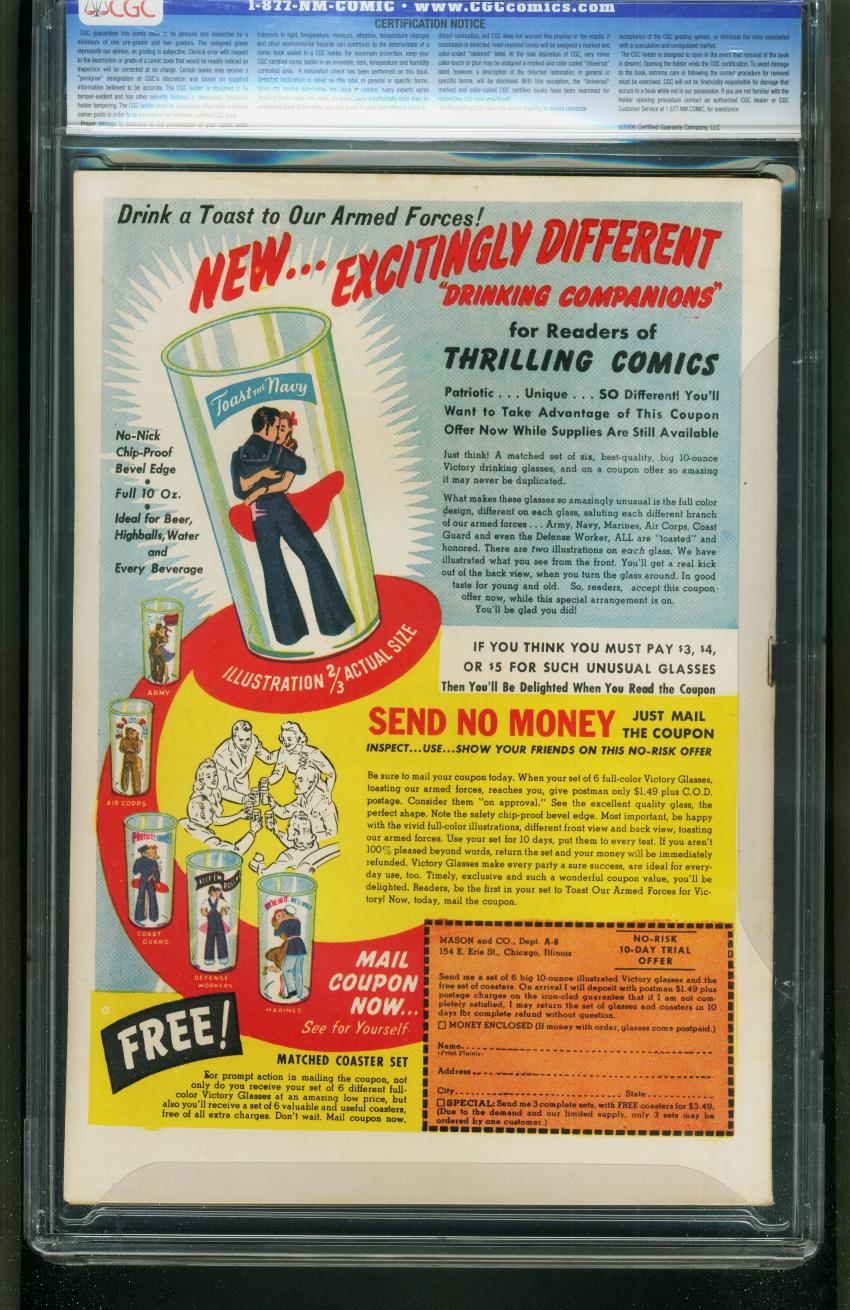 CGC
1-877-NM-COMIC • www.CGCcomics.com
CERTIFICATION NOTICE
©2006 Certified Guaranty Company, LLC
Drink a Toast to Our Armed Forces!
NEW... EXCITINGLY DIFFERENT
"DRINKING COMPANIONS"
for Readers of
THRILLING COMICS
Patriotic . . . Unique . . . SO Different! You'll
Want to Take Advantage of This Coupon
Offer Now While Supplies Are Still Available
Toast THE Navy
No-Nick
Chip-Proof
Bevel Edge
•
Full 10 Oz.
•
Ideal for Beer,
Highballs, Water
and
Every Beverage
Just think! A matched set of six, best-quality, big 10-ounce
Victory drinking glasses, and on a coupon offer so amazing
it may never be duplicated.
What makes these glasses so amazingly unusual is the full color
design, different on each glass, saluting each different branch
of our armed forces . . . Army, Navy, Marines, Air Corps, Coast
Guard and even the Defense Worker, ALL are "toasted" and
honored. There are two illustrations on each glass. We have
illustrated what you see from the front. You'll get a real kick
out of the back view, when you turn the glass around. In good
taste for young and old. So, readers, accept this coupon
offer now, while this special arrangement is on.
You'll be glad you did!
ILLUSTRATION 2/3 ACTUAL SIZE
IF YOU THINK YOU MUST PAY $3, $4,
OR $5 FOR SUCH UNUSUAL GLASSES
Then You'll Be Delighted When You Read the Coupon
ARMY
AIR CORPS
COAST
GUARD
KEEP 'EM ROLLING
DEFENSE
WORKERS
MARINES
SEND NO MONEY JUST MAIL
THE COUPON
INSPECT...USE...SHOW YOUR FRIENDS ON THIS NO-RISK OFFER
Be sure to mail your coupon today. When your set of 6 full-color Victory Glasses,
toasting our armed forces, reaches you, give postman only $1.49 plus C.O.D.
postage. Consider them "on approval." See the excellent quality glass, the
perfect shape. Note the safety chip-proof bevel edge. Most important, be happy
with the vivid full-color illustrations, different front view and back view, toasting
our armed forces. Use your set for 10 days, put them to every test. If you aren't
100% pleased beyond words, return the set and your money will be immediately
refunded. Victory Glasses make every party a sure success, are ideal for every-
day use, too. Timely, exclusive and such a wonderful coupon value, you'll be
delighted. Readers, be the first in your set to Toast Our Armed Forces for Vic-
tory! Now, today, mail the coupon.
MAIL
COUPON
NOW...
See for Yourself.
FREE!
MATCHED COASTER SET
For prompt action in mailing the coupon, not
only do you receive your set of 6 different full-
color Victory Glasses at an amazing low price, but
also you'll receive a set of 6 valuable and useful coasters,
free of all extra charges. Don't wait. Mail coupon now.
MASON and CO., Dept. A-8
154 E. Erie St., Chicago, Illinois
NO-RISK
10-DAY TRIAL
OFFER
Send me a set of 6 big 10-ounce illustrated Victory glasses and the
free set of coasters. On arrival I will deposit with postman $1.49 plus
postage charges on the iron-clad guarantee that if I am not com-
pletely satisfied, I may return the set of glasses and coasters in 10
days for complete refund without question.
☐ MONEY ENCLOSED (If money with order, glasses come postpaid.)
Name
(Print Plainly)
Address
City State
☐ SPECIAL: Send me 3 complete sets, with FREE coasters for $3.49.
(Due to the demand and our limited supply, only 3 sets may be
ordered by one customer.)